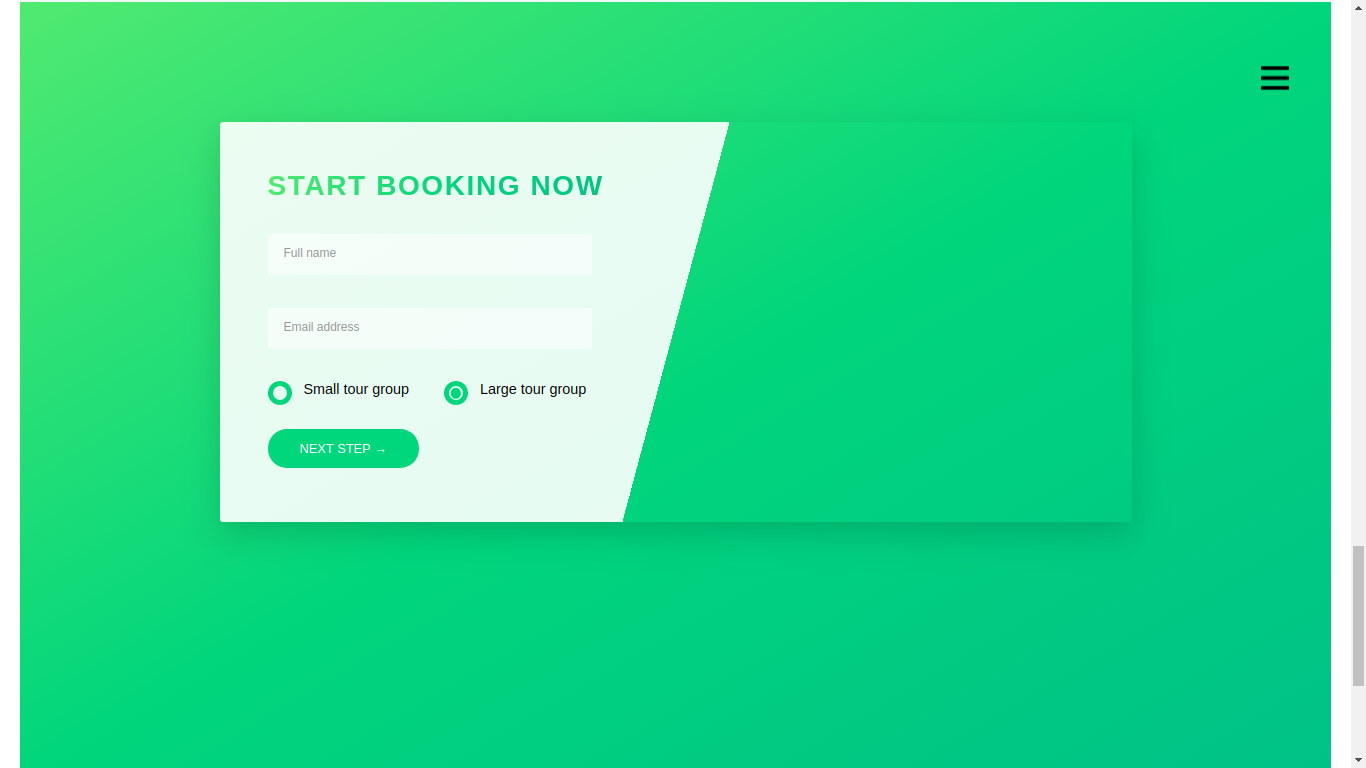 START BOOKING NOW
Full name
Email address
Small tour group
Large tour group
NEXT STEP →